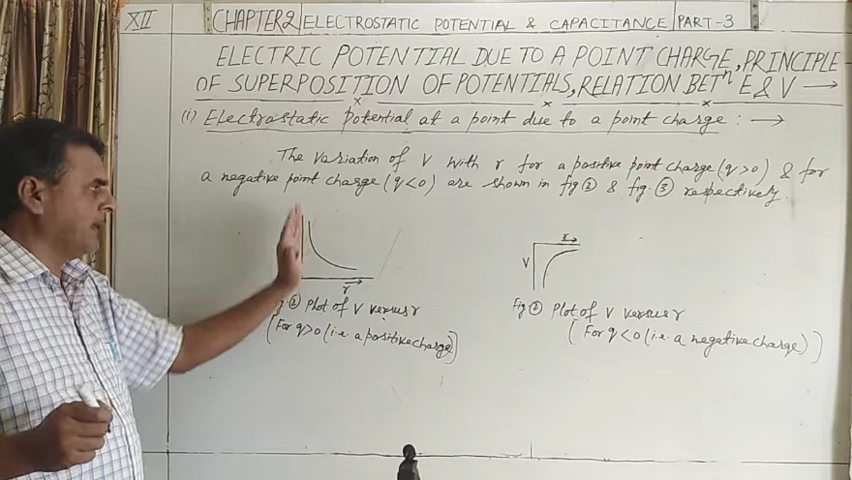 XII CHAPTER 2 ELECTROSTATIC POTENTIAL & CAPACITANCE PART-3
ELECTRIC POTENTIAL DUE TO A POINT CHARGE, PRINCIPLE
OF SUPERPOSITION OF POTENTIALS, RELATION BETⁿ E & V →
(i) Electrostatic Potential at a point due to a point charge : →
The variation of V with r for a positive point charge (q>0) & for
a negative point charge (q<0) are shown in fig ② & fig. ③ respectively.
r →
V
r →
② Plot of V versus r
(For q>0 (i.e. a positive charge)
Fig ③ Plot of V versus r
(For q<0 (i.e. a negative charge))